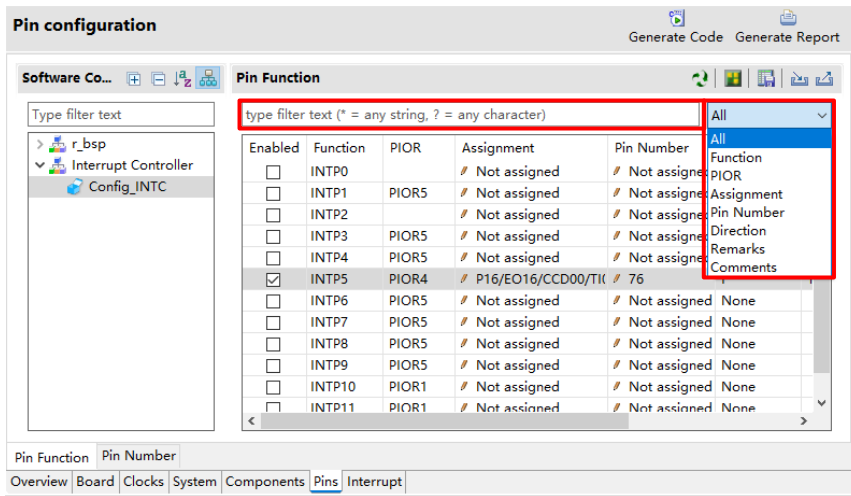 Pin configuration
Generate Code Generate Report
Software Co... Pin Function
Type filter text type filter text (* = any string, ? = any character) All
r_bsp
Interrupt Controller
Config_INTC
Enabled Function PIOR Assignment Pin Number
INTP0 Not assigned Not assigned
INTP1 PIOR5 Not assigned Not assigned
INTP2 Not assigned Not assigned
INTP3 PIOR5 Not assigned Not assigned
INTP4 PIOR5 Not assigned Not assigned
INTP5 PIOR4 P16/EO16/CCD00/TI0 76
INTP6 PIOR5 Not assigned Not assigned None
INTP7 PIOR5 Not assigned Not assigned None
INTP8 PIOR5 Not assigned Not assigned None
INTP9 PIOR5 Not assigned Not assigned None
INTP10 PIOR1 Not assigned Not assigned None
INTP11 PIOR1 Not assigned Not assigned None
All
Function
PIOR
Assignment
Pin Number
Direction
Remarks
Comments
Pin Function Pin Number
Overview Board Clocks System Components Pins Interrupt